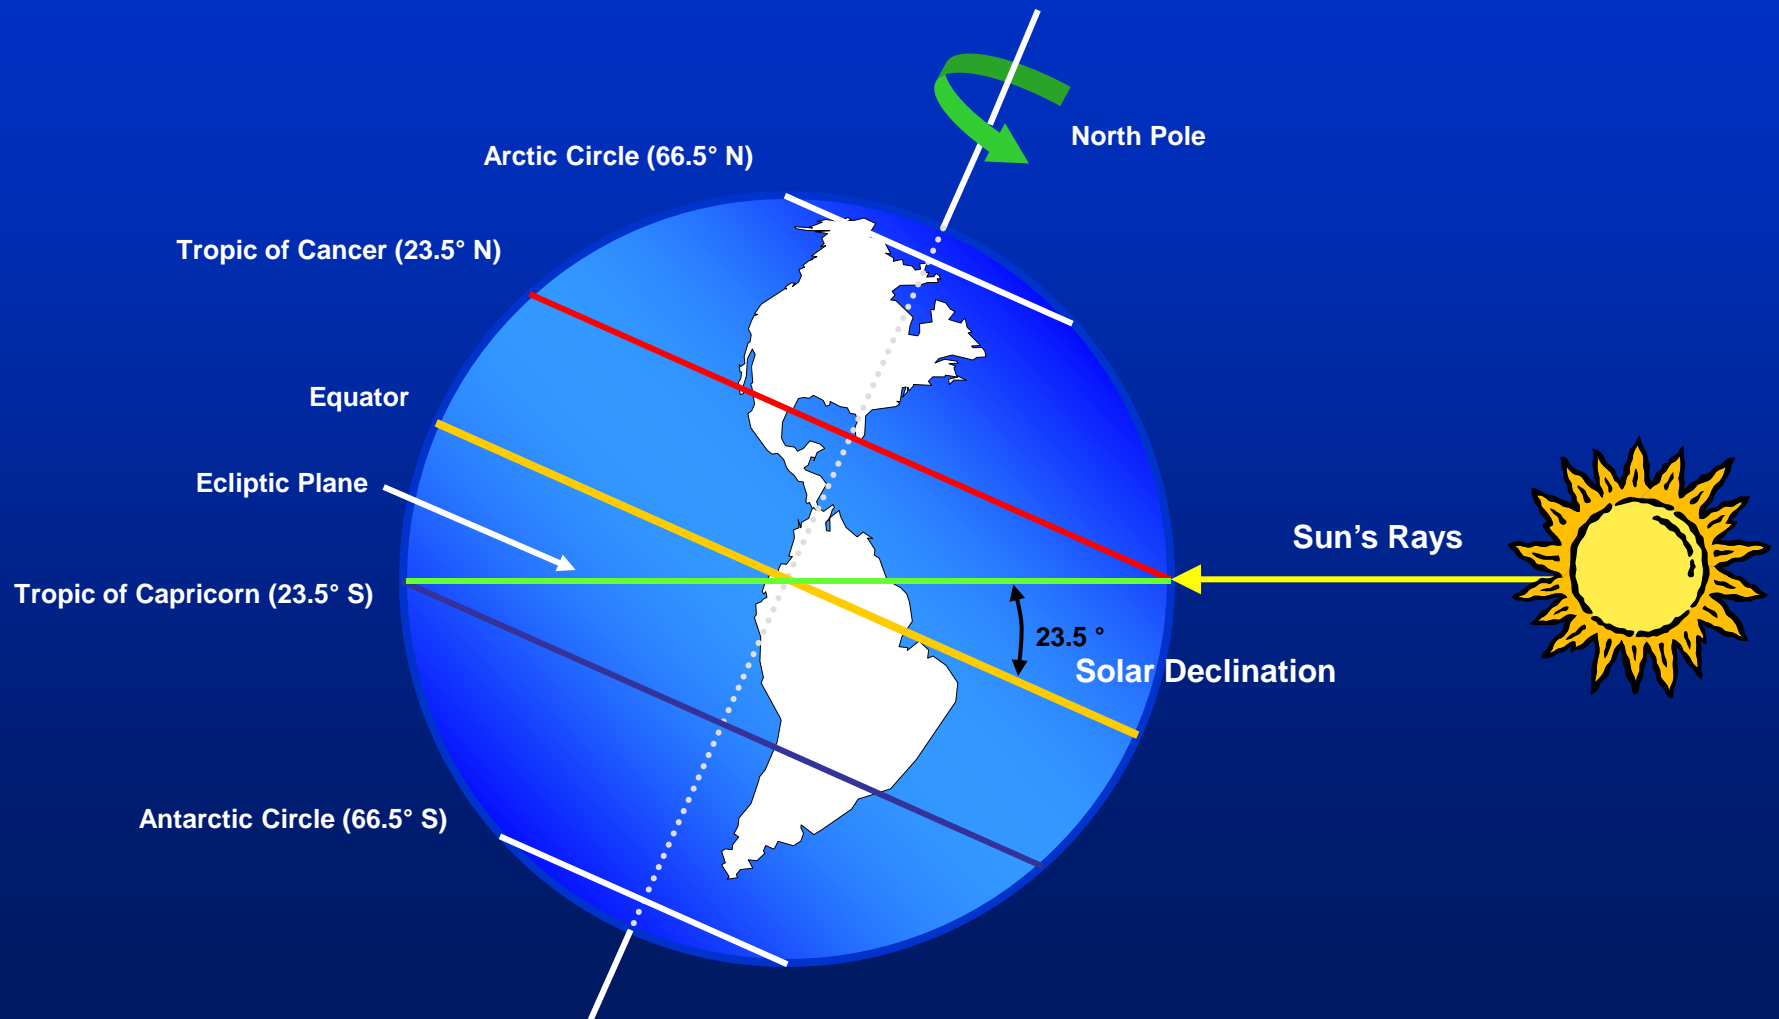 North Pole
Arctic Circle (66.5° N)
Tropic of Cancer (23.5° N)
Equator
Ecliptic Plane
Sun’s Rays
Tropic of Capricorn (23.5° S)
23.5 °
Solar Declination
Antarctic Circle (66.5° S)